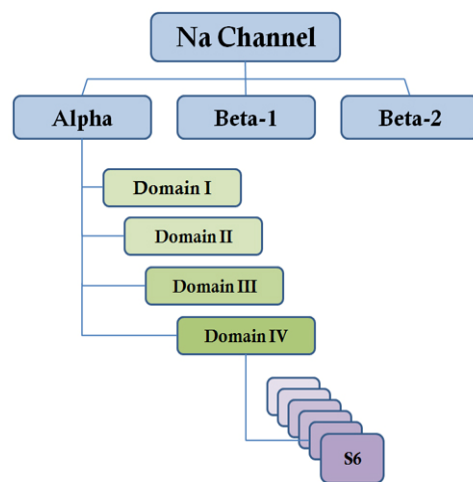 Na Channel
Alpha
Beta-1
Beta-2
Domain I
Domain II
Domain III
Domain IV
S6